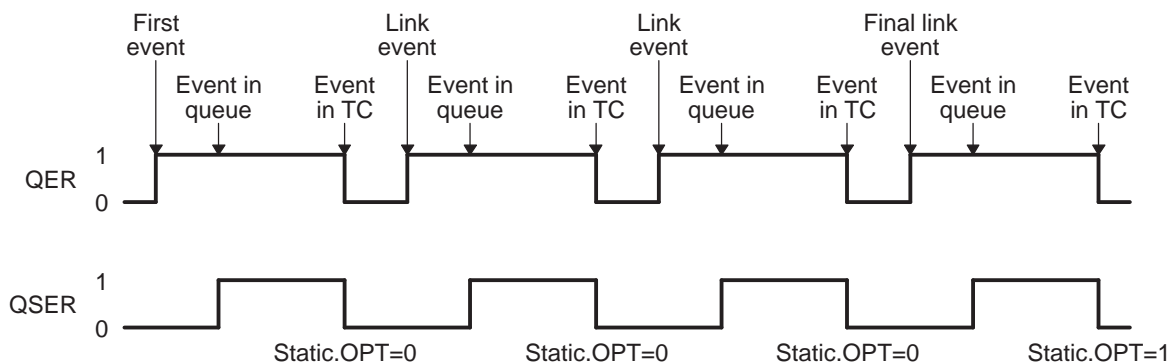 First
event
Link
event
Link
event
Final link
event
Event in
queue
Event
in TC
Event in
queue
Event
in TC
Event in
queue
Event
in TC
Event in
queue
Event
in TC
1
QER
0
1
QSER
0
Static.OPT=0
Static.OPT=0
Static.OPT=0
Static.OPT=1